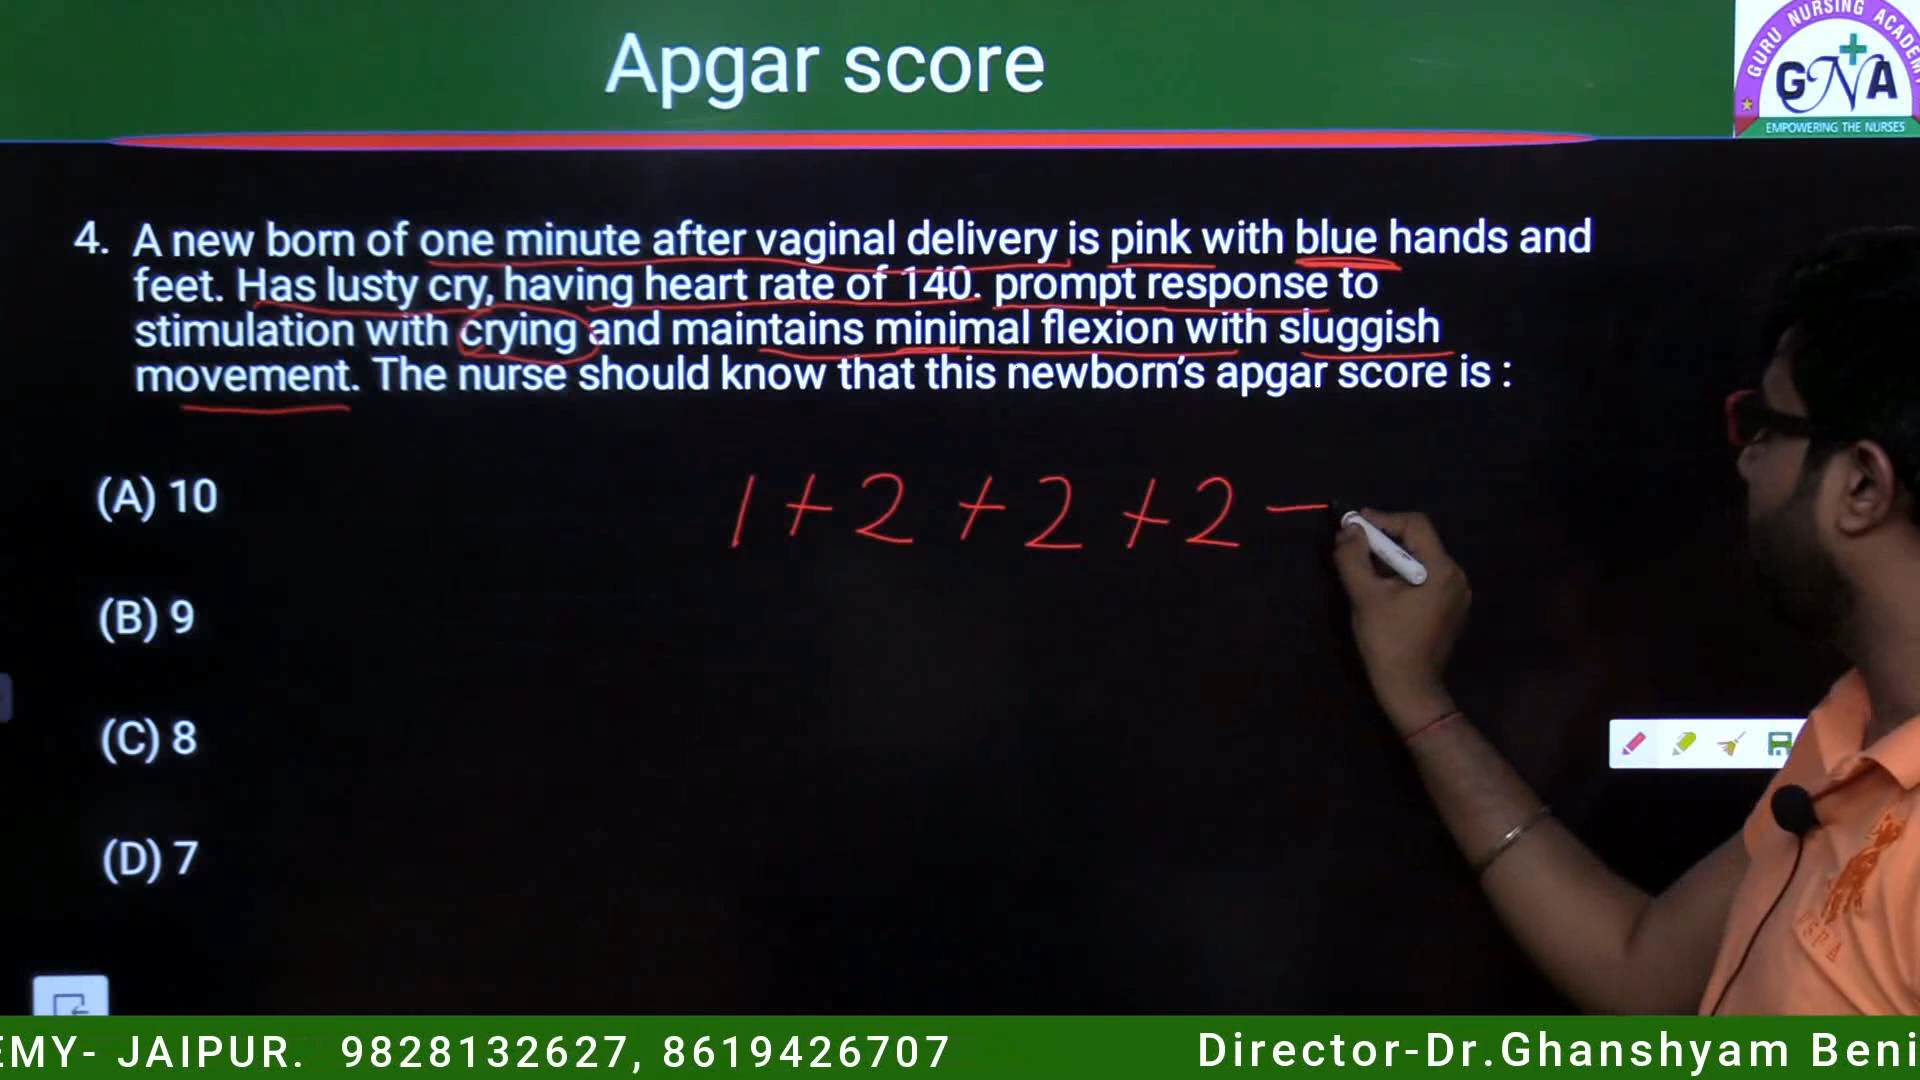 Apgar score
GURU NURSING ACADEMY
GNA
EMPOWERING THE NURSES
4. A new born of one minute after vaginal delivery is pink with blue hands and
feet. Has lusty cry, having heart rate of 140. prompt response to
stimulation with crying and maintains minimal flexion with sluggish
movement. The nurse should know that this newborn's apgar score is :
1 + 2 + 2 + 2 -
(A) 10
(B) 9
(C) 8
(D) 7
EMY- JAIPUR. 9828132627, 8619426707
Director-Dr.Ghanshyam Beni